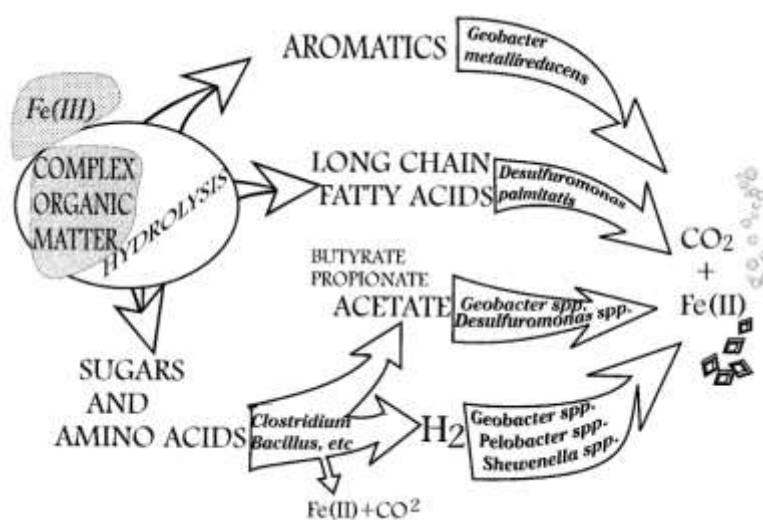 AROMATICS
Geobacter
metallireducens
Fe(III)
COMPLEX
ORGANIC
MATTER
HYDROLYSIS
LONG CHAIN
FATTY ACIDS
Desulfuromonas
palmitatis
CO2
+
Fe(II)
BUTYRATE
PROPIONATE
ACETATE
Geobacter spp.
Desulfuromonas spp.
SUGARS
AND
AMINO ACIDS
Clostridium
Bacillus, etc
H2
Geobacter spp.
Pelobacter spp.
Shewenella spp.
Fe(II)+CO2